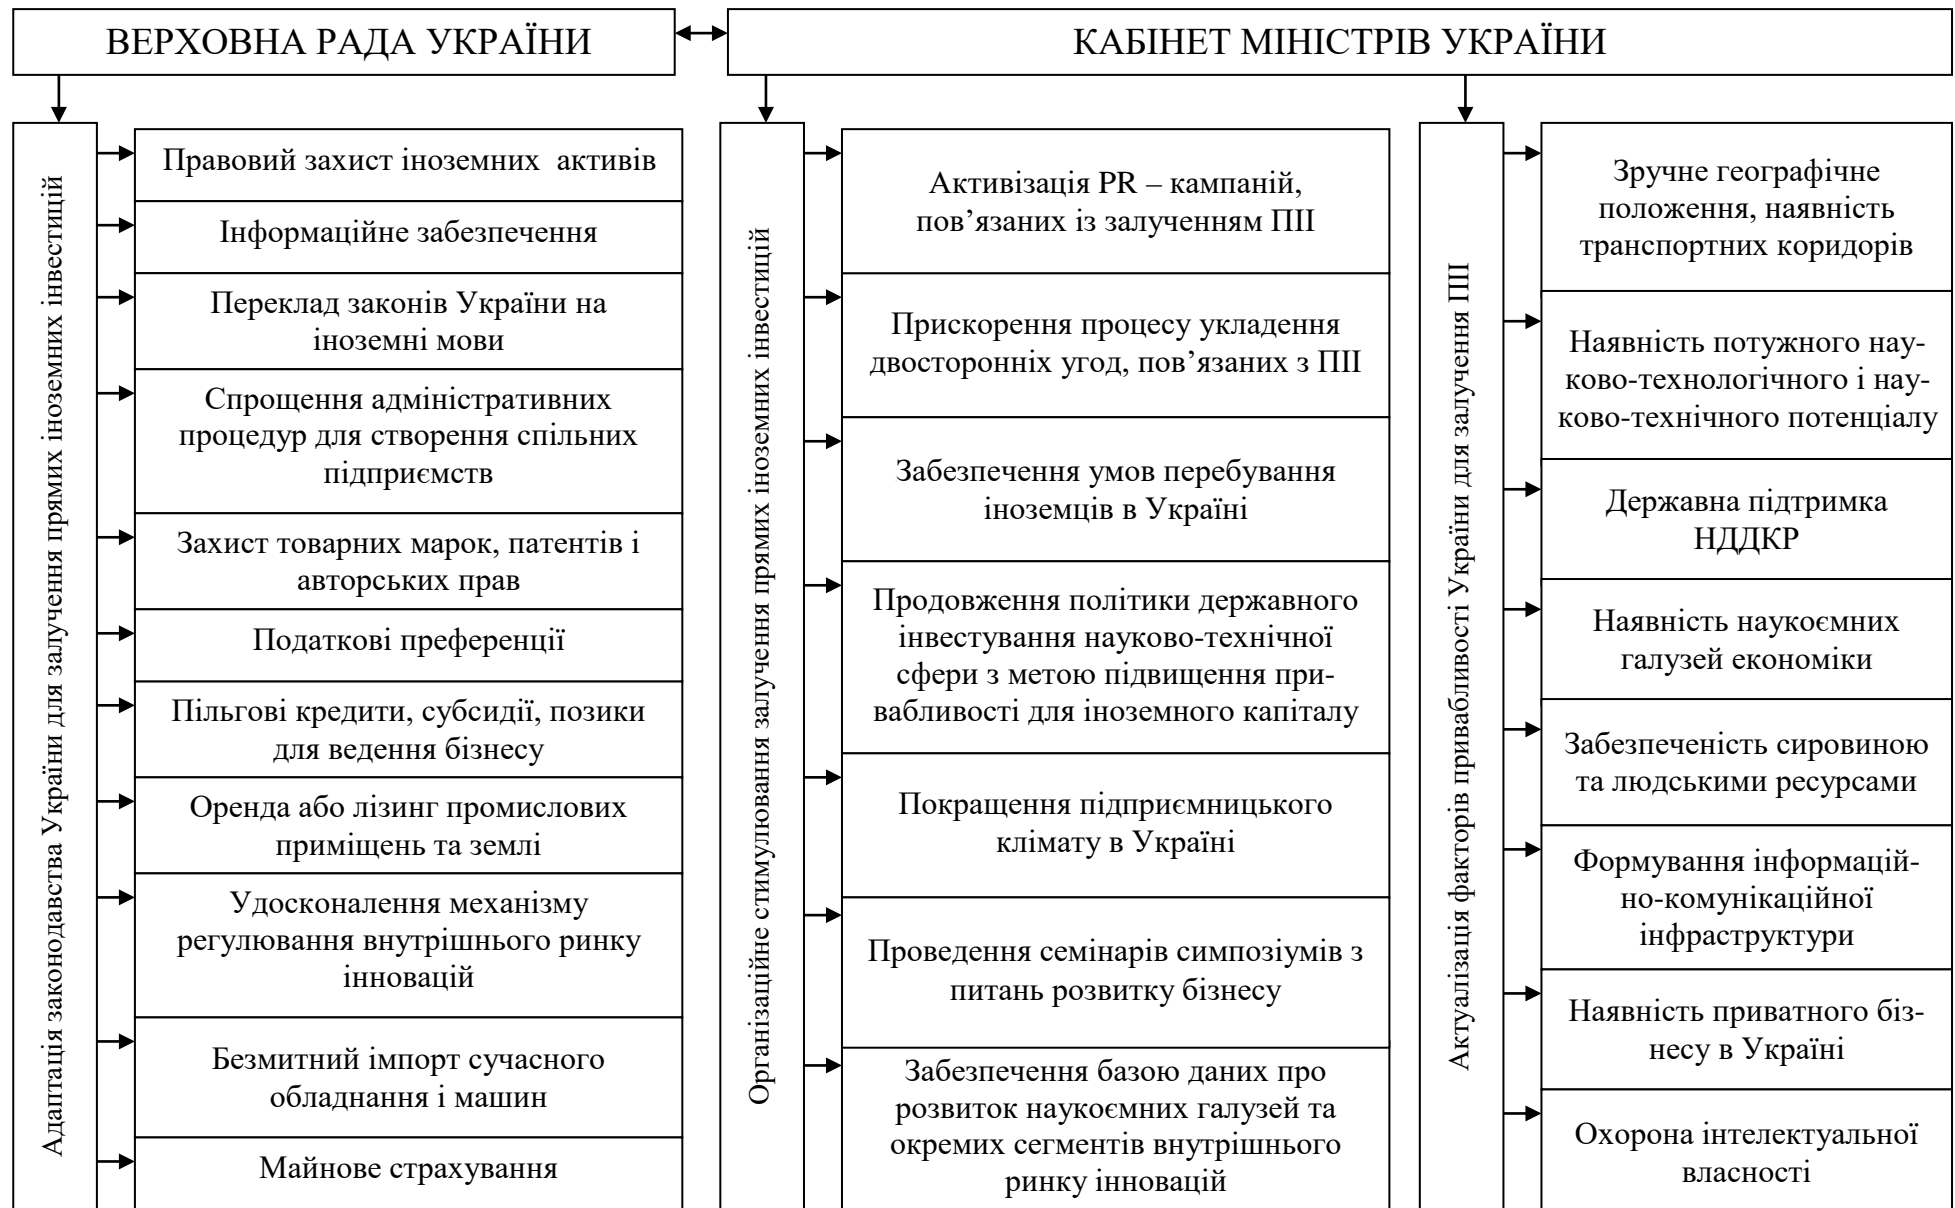 ВЕРХОВНА РАДА УКРАЇНИ
КАБІНЕТ МІНІСТРІВ УКРАЇНИ
Адаптація законодавства України для залучення прямих іноземних інвестицій
Правовий захист іноземних активів
Інформаційне забезпечення
Переклад законів України на
іноземні мови
Спрощення адміністративних
процедур для створення спільних
підприємств
Захист товарних марок, патентів і
авторських прав
Податкові преференції
Пільгові кредити, субсидії, позики
для ведення бізнесу
Оренда або лізинг промислових
приміщень та землі
Удосконалення механізму
регулювання внутрішнього ринку
інновацій
Безмитний імпорт сучасного
обладнання і машин
Майнове страхування
Організаційне стимулювання залучення прямих іноземних інвестицій
Активізація PR – кампаній,
пов’язаних із залученням ПІІ
Прискорення процесу укладення
двосторонніх угод, пов’язаних з ПІІ
Забезпечення умов перебування
іноземців в Україні
Продовження політики державного
інвестування науково-технічної
сфери з метою підвищення при-
вабливості для іноземного капіталу
Покращення підприємницького
клімату в Україні
Проведення семінарів симпозіумів з
питань розвитку бізнесу
Забезпечення базою даних про
розвиток наукоємних галузей та
окремих сегментів внутрішнього
ринку інновацій
Актуалізація факторів привабливості України для залучення ПІІ
Зручне географічне
положення, наявність
транспортних коридорів
Наявність потужного нау-
ково-технологічного і нау-
ково-технічного потенціалу
Державна підтримка
НДДКР
Наявність наукоємних
галузей економіки
Забезпеченість сировиною
та людськими ресурсами
Формування інформацій-
но-комунікаційної
інфраструктури
Наявність приватного біз-
несу в Україні
Охорона інтелектуальної
власності